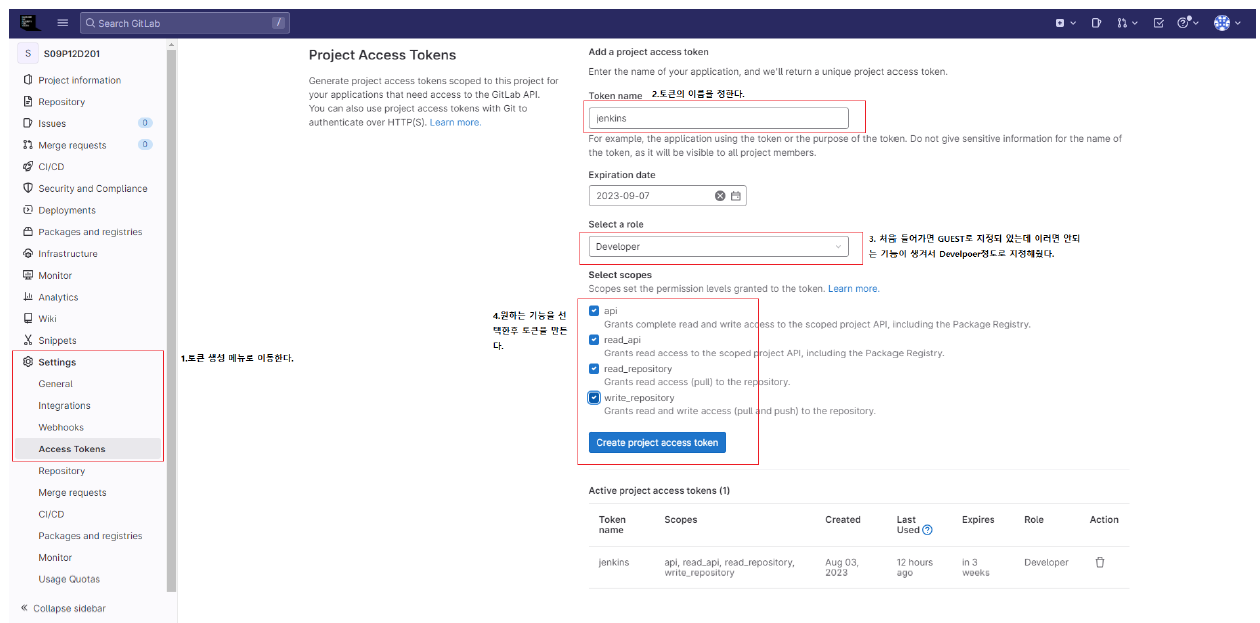 Search GitLab /
S S09P12D201
Project information
Repository
Issues 0
Merge requests 0
CI/CD
Security and Compliance
Deployments
Packages and registries
Infrastructure
Monitor
Analytics
Wiki
Snippets
Settings
General
Integrations
Webhooks
Access Tokens
Repository
Merge requests
CI/CD
Packages and registries
Monitor
Usage Quotas
Collapse sidebar
1.토큰 생성 메뉴로 이동한다.
Project Access Tokens
Generate project access tokens scoped to this project for
your applications that need access to the GitLab API.
You can also use project access tokens with Git to
authenticate over HTTP(S). Learn more.
Add a project access token
Enter the name of your application, and we'll return a unique project access token.
Token name 2.토큰의 이름을 정한다.
jenkins
For example, the application using the token or the purpose of the token. Do not give sensitive information for the name of
the token, as it will be visible to all project members.
Expiration date
2023-09-07
Select a role
Developer
3. 처음 들어가면 GUEST로 지정되 있는데 이러면 안되
는 기능이 생겨서 Develpoer정도로 지정해줬다.
Select scopes
Scopes set the permission levels granted to the token. Learn more.
4.원하는 기능을 선
택한후 토큰을 만든
다.
api
Grants complete read and write access to the scoped project API, including the Package Registry.
read_api
Grants read access to the scoped project API, including the Package Registry.
read_repository
Grants read access (pull) to the repository.
write_repository
Grants read and write access (pull and push) to the repository.
Create project access token
Active project access tokens (1)
Token name Scopes Created Last Used Expires Role Action
jenkins api, read_api, read_repository, write_repository Aug 03, 2023 12 hours ago in 3 weeks Developer